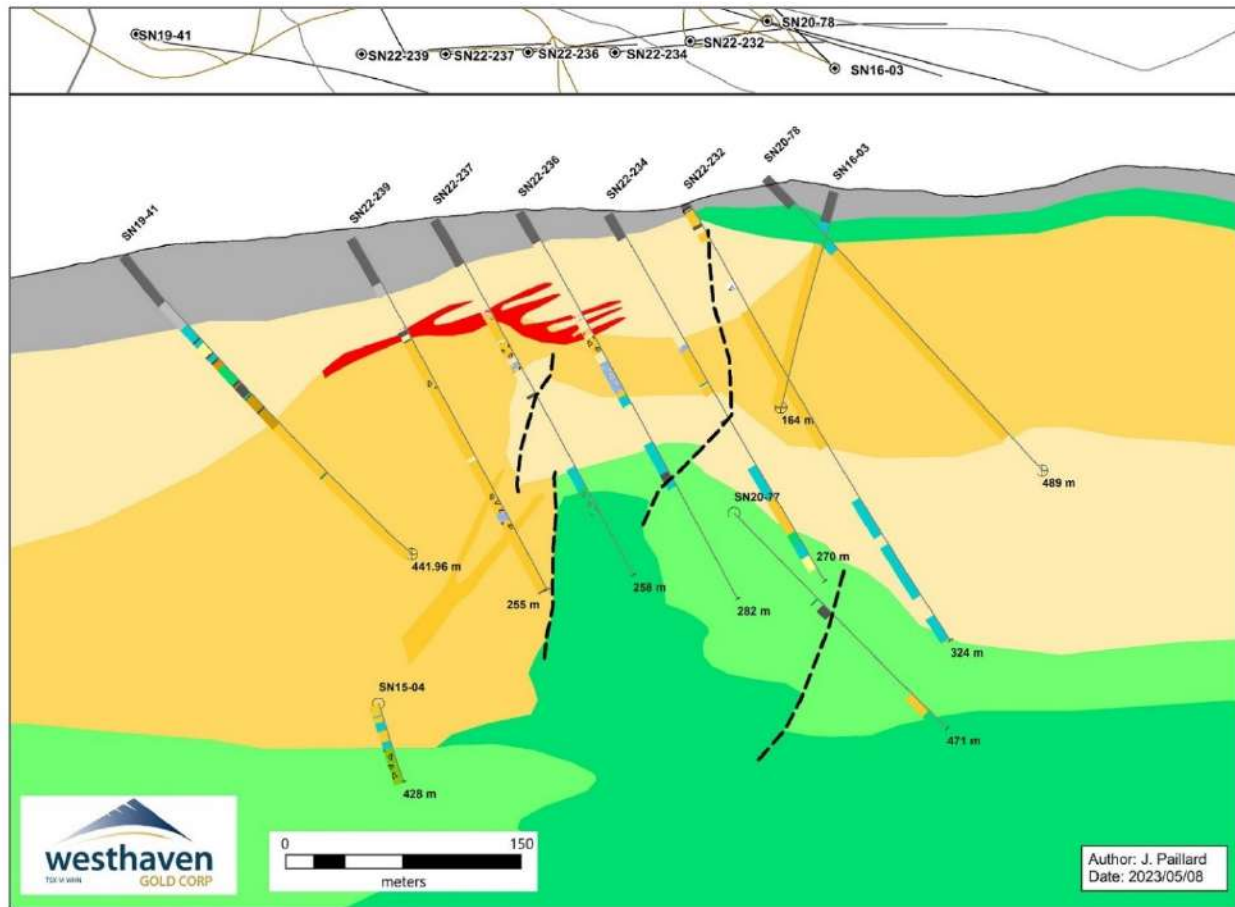 SN19-41
SN22-239
SN22-237
SN22-236
SN22-234
SN22-232
SN20-78
SN16-03
SN19-41
SN22-239
SN22-237
SN22-236
SN22-234
SN22-232
SN20-78
SN16-03
164 m
489 m
SN20-77
441.96 m
255 m
258 m
282 m
270 m
324 m
SN15-04
428 m
471 m
westhaven
TSX-V:WHN
GOLD CORP
0
150
meters
Author: J. Paillard
Date: 2023/05/08